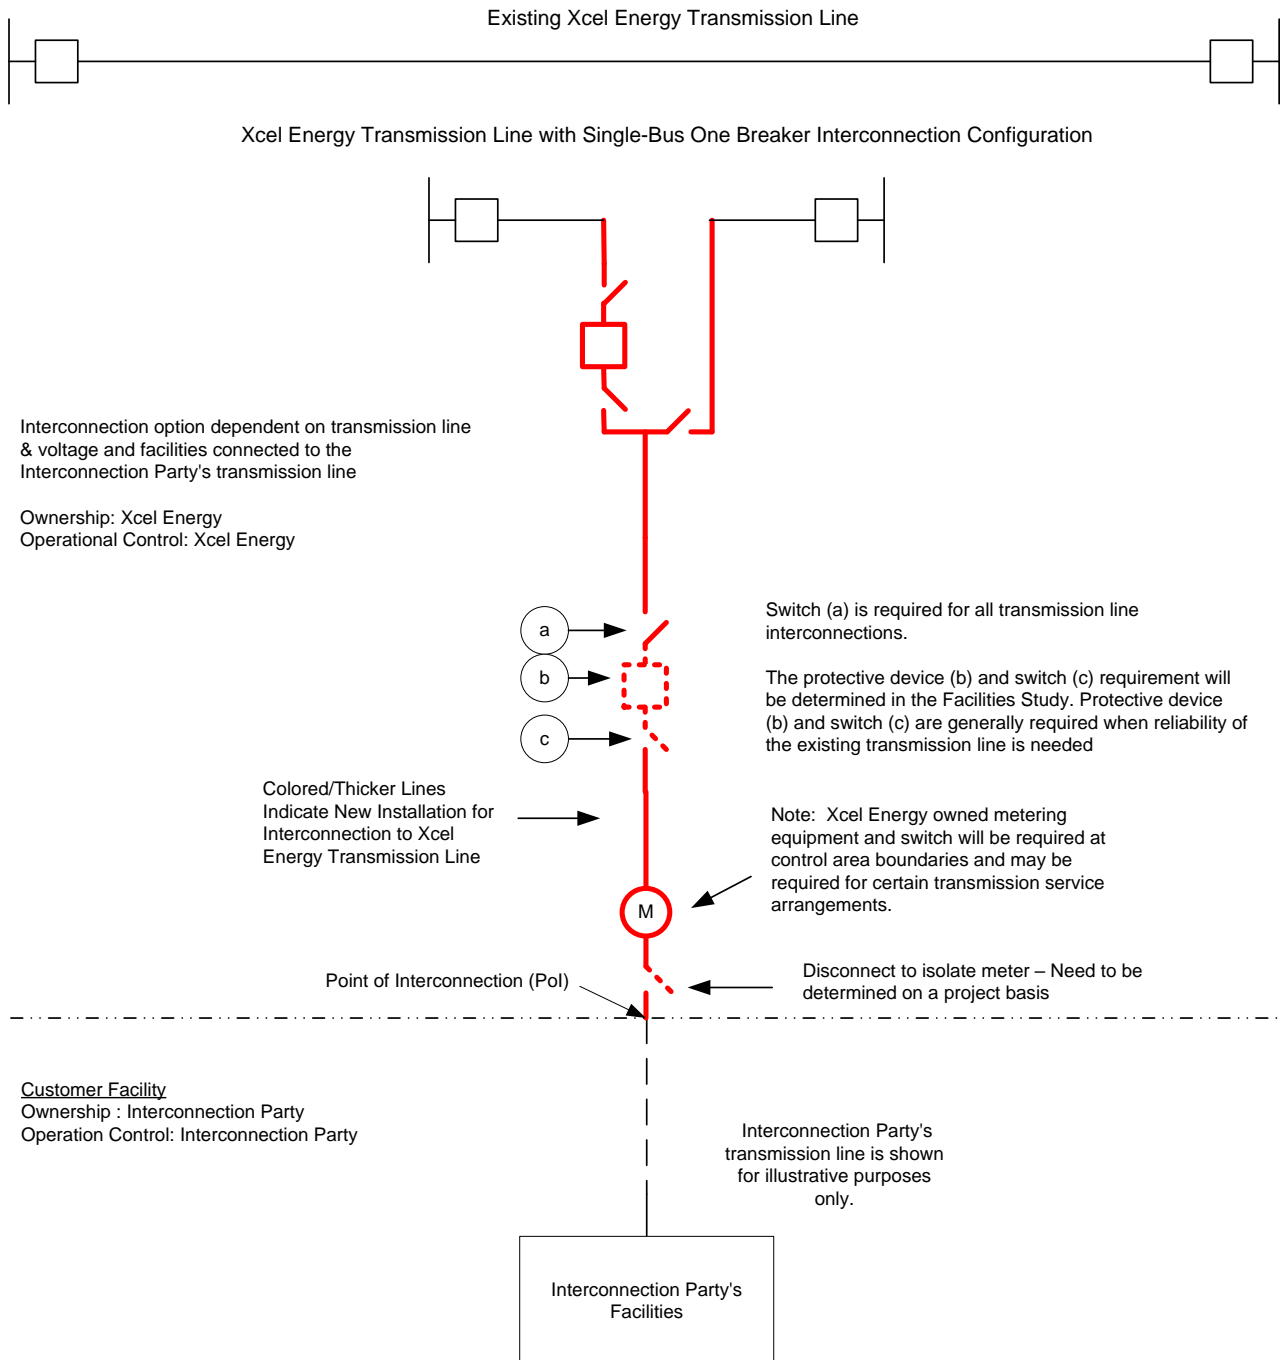 Existing Xcel Energy Transmission Line
Xcel Energy Transmission Line with Single-Bus One Breaker Interconnection Configuration
Interconnection option dependent on transmission line
& voltage and facilities connected to the
Interconnection Party's transmission line
Ownership: Xcel Energy
Operational Control: Xcel Energy
a
b
c
Switch (a) is required for all transmission line
interconnections.
The protective device (b) and switch (c) requirement will
be determined in the Facilities Study. Protective device
(b) and switch (c) are generally required when reliability of
the existing transmission line is needed
Colored/Thicker Lines
Indicate New Installation for
Interconnection to Xcel
Energy Transmission Line
Note:  Xcel Energy owned metering
equipment and switch will be required at
control area boundaries and may be
required for certain transmission service
arrangements.
M
Point of Interconnection (PoI)
Disconnect to isolate meter – Need to be
determined on a project basis
Customer Facility
Ownership : Interconnection Party
Operation Control: Interconnection Party
Interconnection Party's
transmission line is shown
for illustrative purposes
only.
Interconnection Party's
Facilities